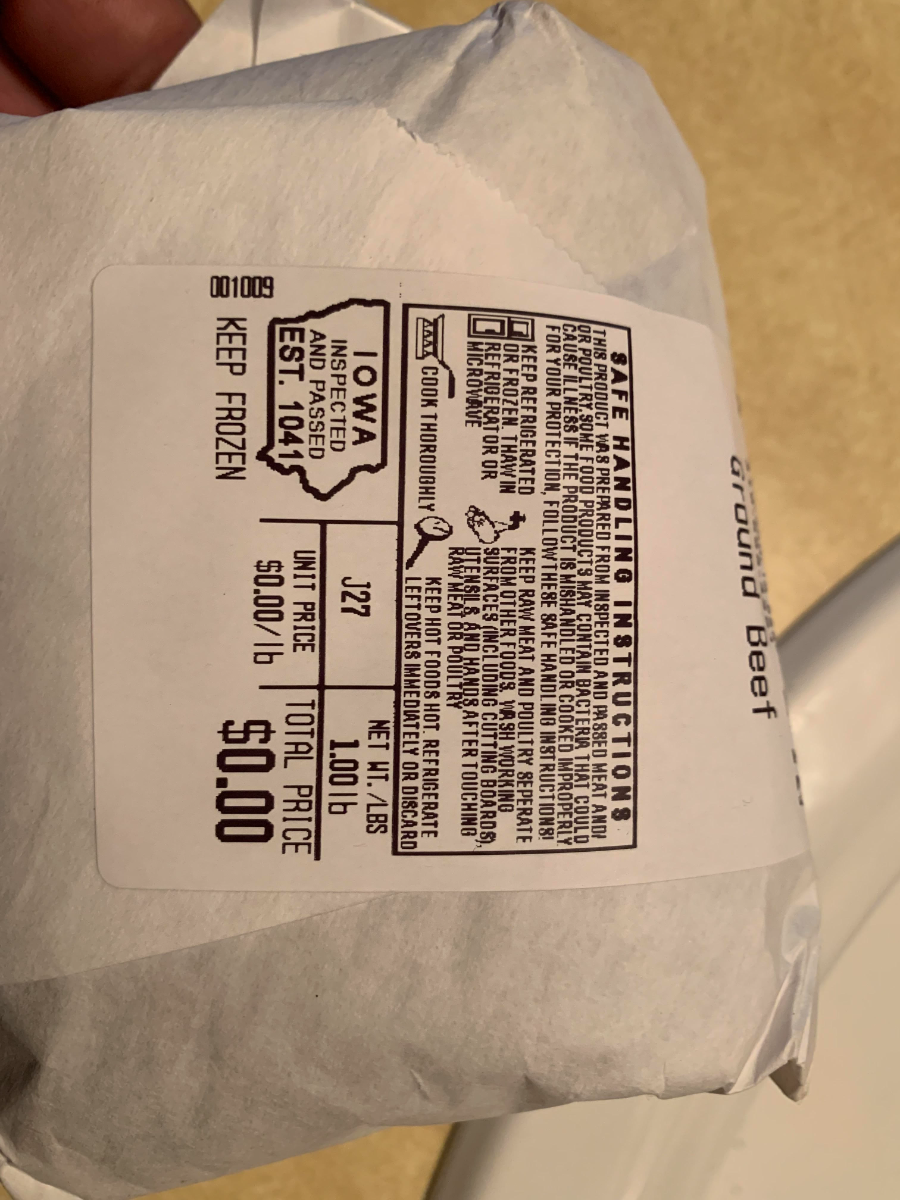 Ground Beef
SAFE HANDLING INSTRUCTIONS
THIS PRODUCT WAS PREPARED FROM INSPECTED AND PASSED MEAT AND/
OR POULTRY. SOME FOOD PRODUCTS MAY CONTAIN BACTERIA THAT COULD
CAUSE ILLNESS IF THE PRODUCT IS MISHANDLED OR COOKED IMPROPERLY
FOR YOUR PROTECTION, FOLLOW THESE SAFE HANDLING INSTRUCTIONS!
KEEP REFRIGERATED
OR FROZEN. THAW IN
REFRIGERATOR OR
MICROWAVE
KEEP RAW MEAT AND POULTRY SEPERATE
FROM OTHER FOODS. WASH WORKING
SURFACES (INCLUDING CUTTING BOARDS),
UTENSILS, AND HANDS AFTER TOUCHING
RAW MEAT OR POULTRY
COOK THOROUGHLY
KEEP HOT FOODS HOT. REFRIGERATE
LEFTOVERS IMMEDIATELY OR DISCARD
IOWA
INSPECTED
AND PASSED
EST. 1041
J27
NET WT./LBS
1.00 lb
UNIT PRICE
$0.00/lb
TOTAL PRICE
$0.00
001009
KEEP FROZEN